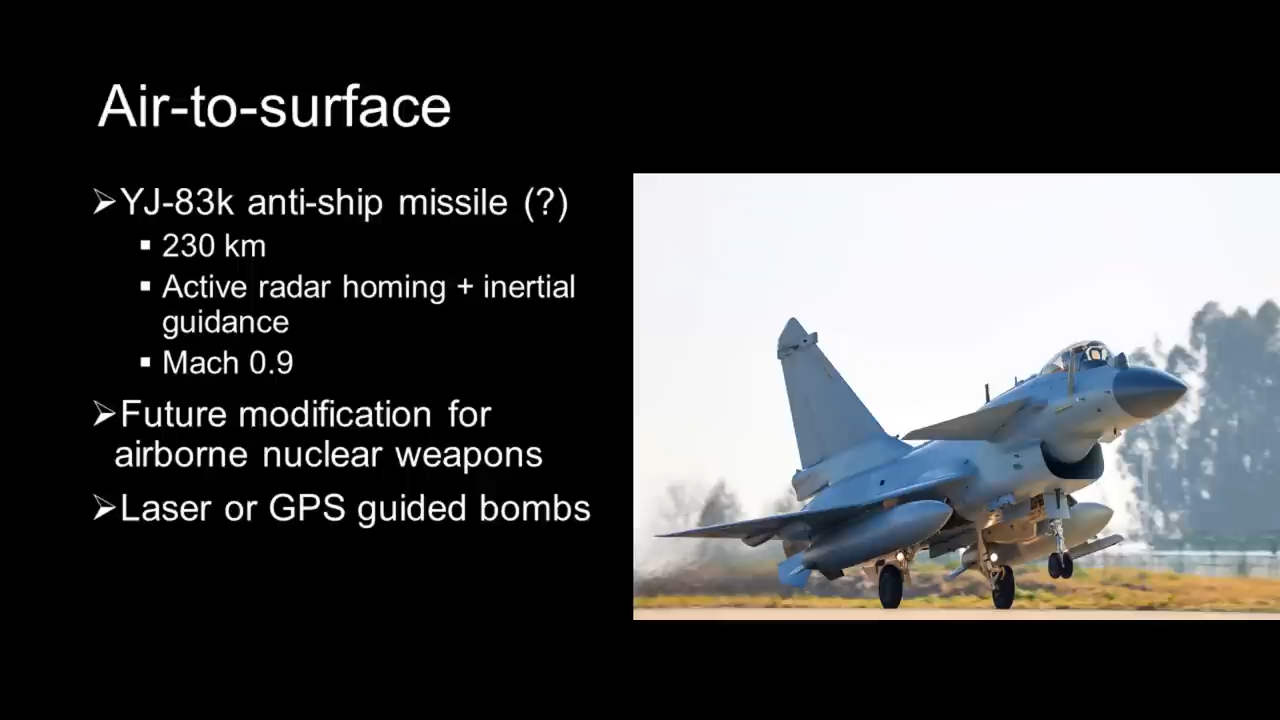 Air-to-surface
➢YJ-83k anti-ship missile (?)
▪ 230 km
▪ Active radar homing + inertial
guidance
▪ Mach 0.9
➢Future modification for
airborne nuclear weapons
➢Laser or GPS guided bombs